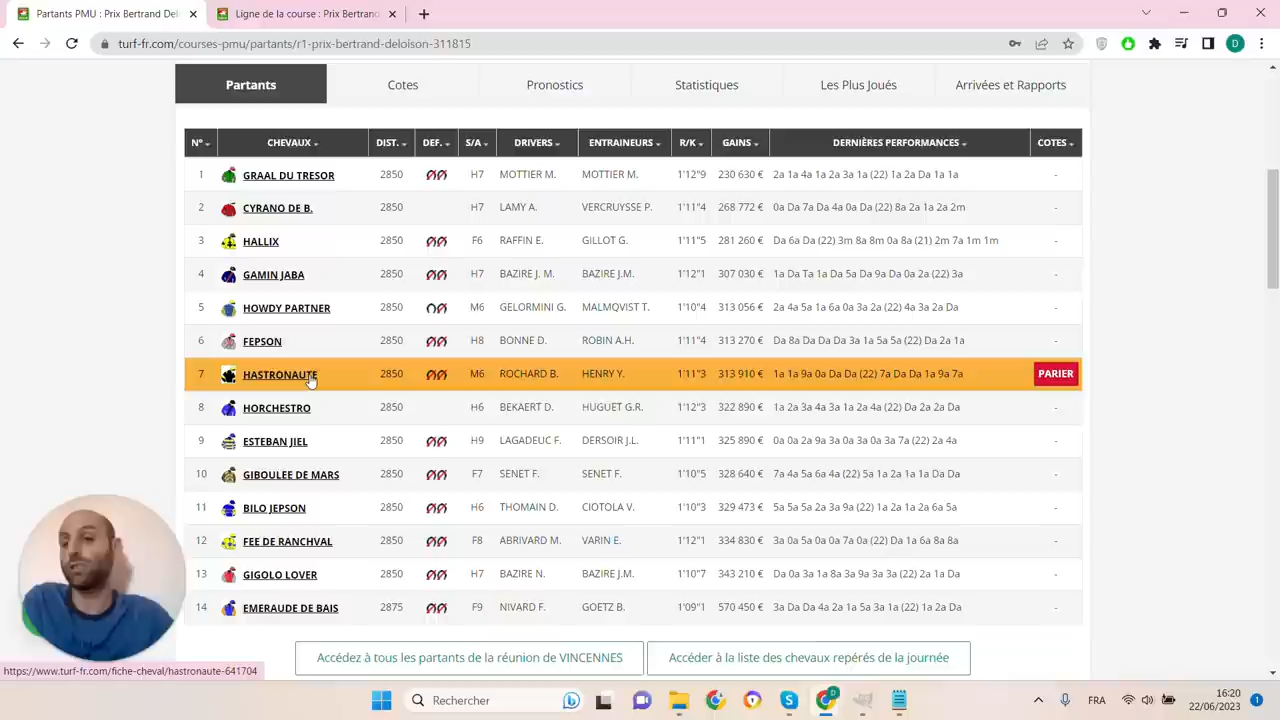 Partants PMU : Prix Bertrand Del
Ligne de la course : Prix Bertran
turf-fr.com/courses-pmu/partants/r1-prix-bertrand-deloison-311815
D
Partants Cotes Pronostics Statistiques Les Plus Joués Arrivées et Rapports
N° CHEVAUX DIST. DEF. S/A DRIVERS ENTRAINEURS R/K GAINS DERNIÈRES PERFORMANCES COTES
1 GRAAL DU TRESOR 2850 H7 MOTTIER M. MOTTIER M. 1'12"9 230 630 € 2a 1a 4a 1a 2a 3a 1a (22) 1a 2a Da 1a 1a -
2 CYRANO DE B. 2850 H7 LAMY A. VERCRUYSSE P. 1'11"4 268 772 € 0a Da 7a Da 4a 0a Da (22) 8a 2a 1a 2a 2m -
3 HALLIX 2850 F6 RAFFIN E. GILLOT G. 1'11"5 281 260 € Da 6a Da (22) 3m 8a 8m 0a 8a (21) 2m 7a 1m 1m -
4 GAMIN JABA 2850 H7 BAZIRE J. M. BAZIRE J.M. 1'12"1 307 030 € 1a Da Ta 1a Da 5a Da 9a Da 0a 2a (22) 3a -
5 HOWDY PARTNER 2850 M6 GELORMINI G. MALMQVIST T. 1'10"4 313 056 € 2a 4a 5a 1a 6a 0a 3a 2a (22) 4a 3a 2a Da -
6 FEPSON 2850 H8 BONNE D. ROBIN A.H. 1'11"4 313 270 € Da 8a Da Da Da 3a 1a 5a 5a (22) Da 2a 1a -
7 HASTRONAUTE 2850 M6 ROCHARD B. HENRY Y. 1'11"3 313 910 € 1a 1a 9a 0a Da Da (22) 7a Da Da 1a 9a 7a PARIER
8 HORCHESTRO 2850 H6 BEKAERT D. HUGUET G.R. 1'12"3 322 890 € 1a 2a 3a 4a 3a 1a 2a 4a (22) Da 2a 2a Da -
9 ESTEBAN JIEL 2850 H9 LAGADEUC F. DERSOIR J.L. 1'11"1 325 890 € 0a 0a 2a 9a 3a 0a 3a 0a 3a 7a (22) 2a 4a -
10 GIBOULEE DE MARS 2850 F7 SENET F. SENET F. 1'10"5 328 640 € 7a 4a 5a 6a 4a (22) 5a 1a 2a 1a 1a Da Da -
11 BILO JEPSON 2850 H6 THOMAIN D. CIOTOLA V. 1'10"3 329 473 € 5a 5a 5a 2a 3a 9a (22) 1a 2a 1a 2a 6a 5a -
12 FEE DE RANCHVAL 2850 F8 ABRIVARD M. VARIN E. 1'12"1 334 830 € 3a 0a 5a 0a 0a 7a 0a (22) Da 1a 6a 8a 8a -
13 GIGOLO LOVER 2850 H7 BAZIRE N. BAZIRE J.M. 1'10"7 343 210 € Da 0a 3a 1a 8a 3a 9a 3a 3a (22) 2a 1a Da -
14 EMERAUDE DE BAIS 2875 F9 NIVARD F. GOETZ B. 1'09"1 570 450 € 3a Da Da 4a 2a 1a 5a 3a 1a (22) 1a 2a Da -
Accédez à tous les partants de la réunion de VINCENNES Accéder à la liste des chevaux repérés de la journée
https://www.turf-fr.com/fiche-cheval/hastronaute-641704
Rechercher FRA 16:20
22/06/2023